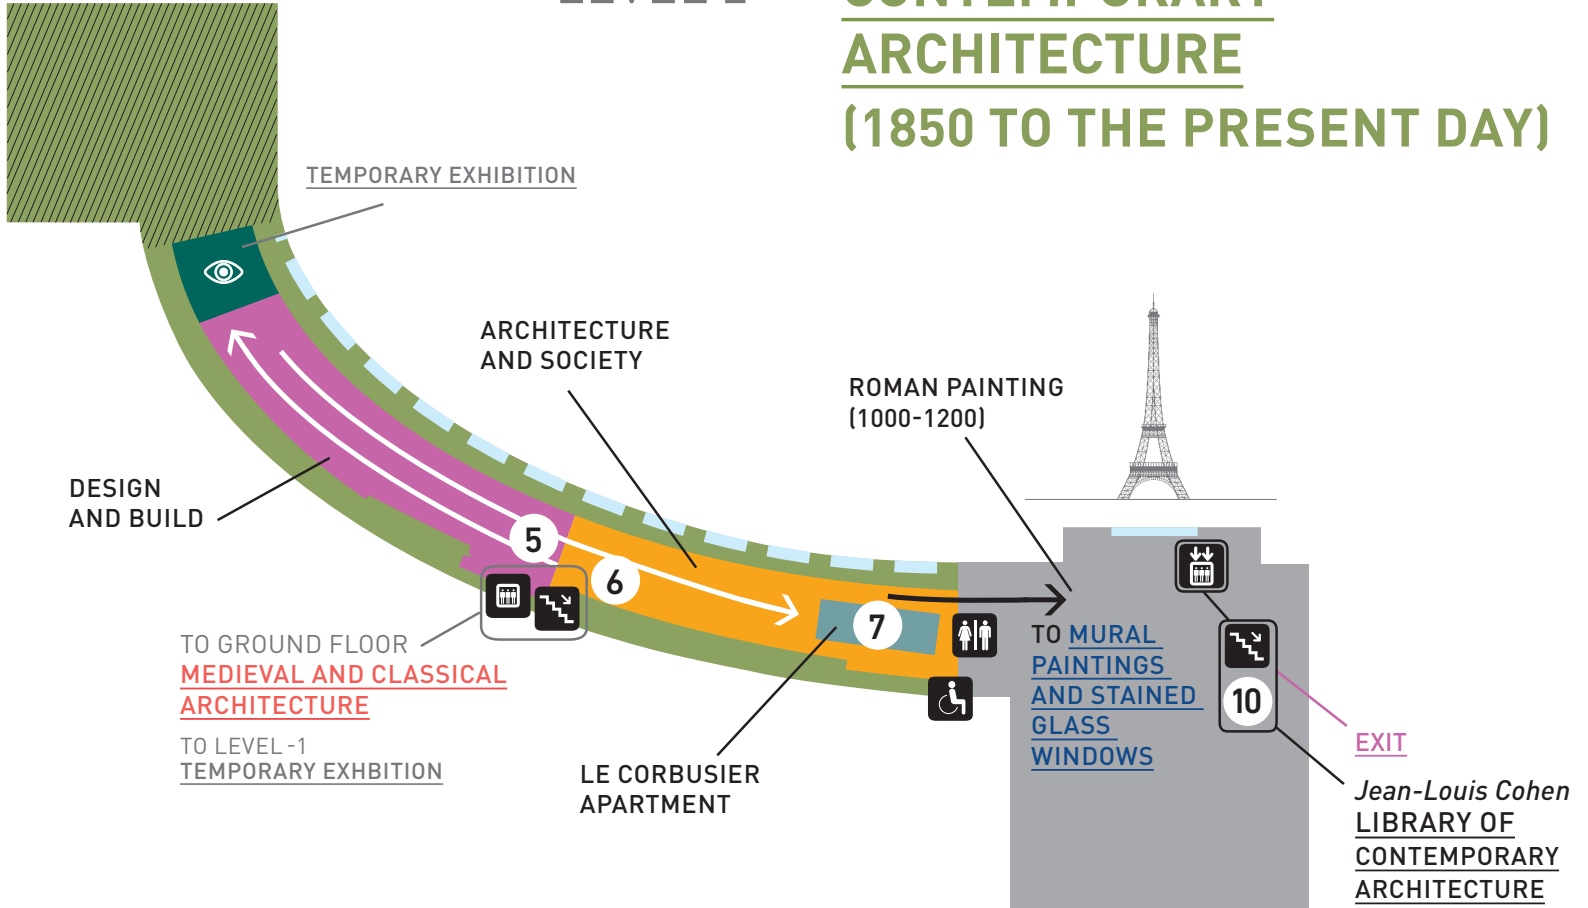 CONTEMPORARY
ARCHITECTURE
(1850 TO THE PRESENT DAY)
TEMPORARY EXHIBITION
ARCHITECTURE
AND SOCIETY
ROMAN PAINTING
(1000-1200)
DESIGN
AND BUILD
5
6
7
TO GROUND FLOOR
MEDIEVAL AND CLASSICAL
ARCHITECTURE
TO LEVEL -1
TEMPORARY EXHBITION
LE CORBUSIER
APARTMENT
TO MURAL
PAINTINGS
AND STAINED
GLASS
WINDOWS
10
EXIT
Jean-Louis Cohen
LIBRARY OF
CONTEMPORARY
ARCHITECTURE